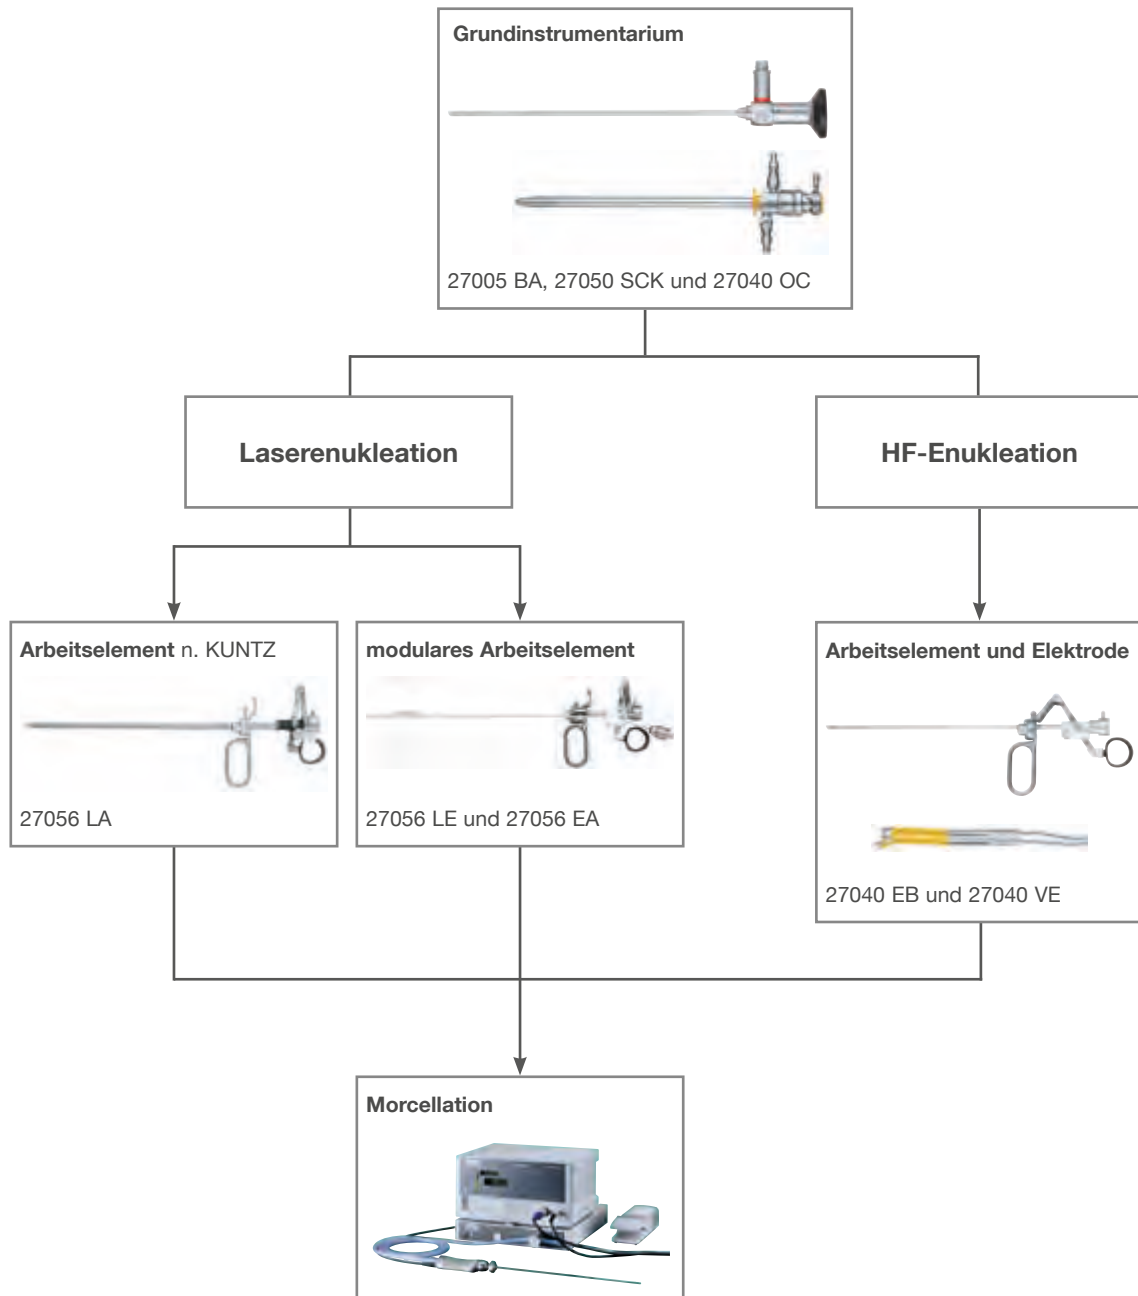 Grundinstrumentarium
27005 BA, 27050 SCK und 27040 OC
Laserenukleation
HF-Enukleation
Arbeitselement n. KUNTZ
27056 LA
modulares Arbeitselement
27056 LE und 27056 EA
Arbeitselement und Elektrode
27040 EB und 27040 VE
Morcellation